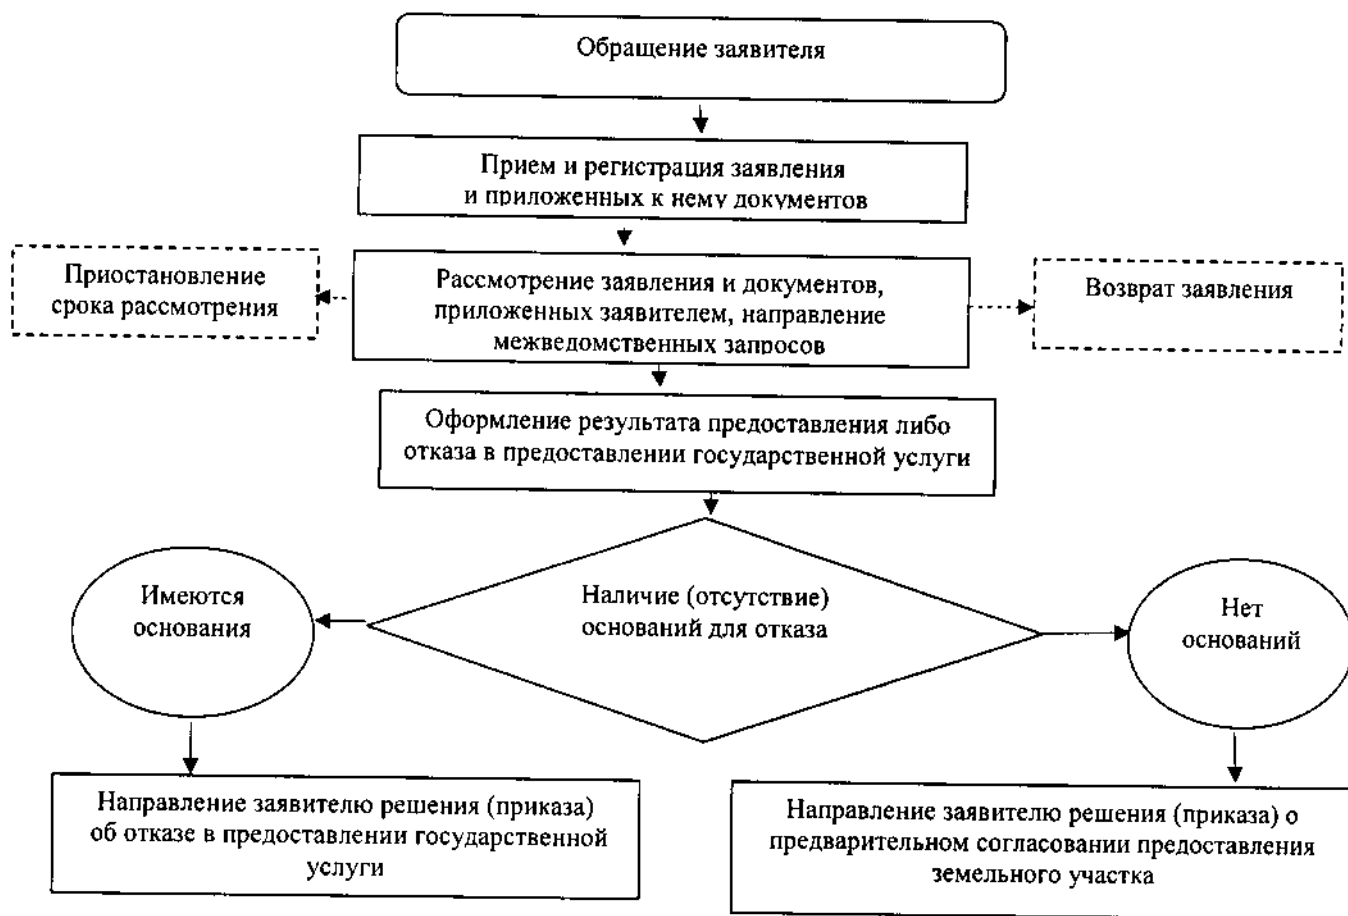 Обращение заявителя
Прием и регистрация заявления
и приложенных к нему документов
Приостановление
срока рассмотрения
Рассмотрение заявления и документов,
приложенных заявителем, направление
межведомственных запросов
Возврат заявления
Оформление результата предоставления либо
отказа в предоставлении государственной услуги
Имеются
основания
Наличие (отсутствие)
оснований для отказа
Нет
оснований
Направление заявителю решения (приказа)
об отказе в предоставлении государственной
услуги
Направление заявителю решения (приказа) о
предварительном согласовании предоставления
земельного участка